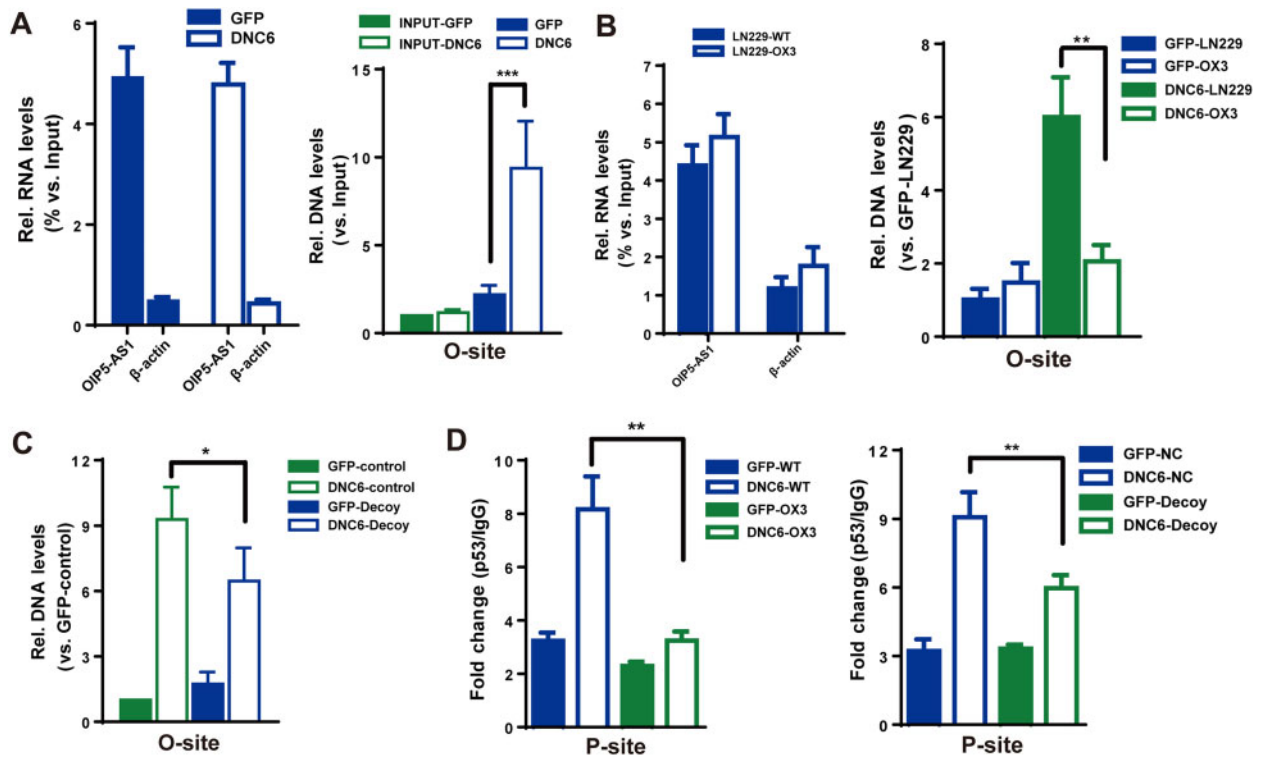 A
Rel. RNA levels
(% vs. Input)
6
4
2
0
GFP
DNC6
OIP5-AS1
β-actin
OIP5-AS1
β-actin
Rel. DNA levels
(vs. Input)
15
10
5
0
INPUT-GFP
INPUT-DNC6
GFP
DNC6
***
O-site
B
Rel. RNA levels
(% vs. Input)
7
6
5
4
3
2
1
0
LN229-WT
LN229-OX3
OIP5-AS1
β-actin
Rel. DNA levels
(vs. GFP-LN229)
8
6
4
2
0
**
GFP-LN229
GFP-OX3
DNC6-LN229
DNC6-OX3
O-site
C
Rel. DNA levels
(vs. GFP-control)
12
9
6
3
0
*
GFP-control
DNC6-control
GFP-Decoy
DNC6-Decoy
O-site
D
Fold change (p53/IgG)
10
8
6
4
2
0
**
GFP-WT
DNC6-WT
GFP-OX3
DNC6-OX3
P-site
Fold change (p53/IgG)
12
9
6
3
0
**
GFP-NC
DNC6-NC
GFP-Decoy
DNC6-Decoy
P-site